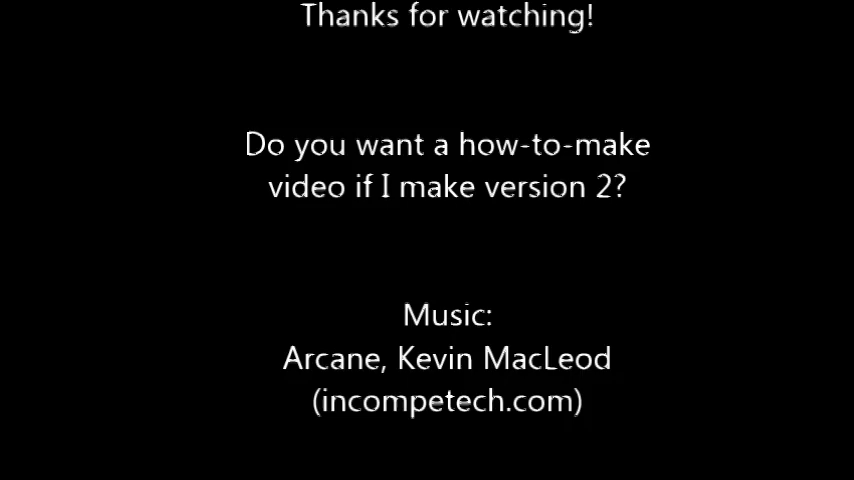 Thanks for watching!
Do you want a how-to-make
video if I make version 2?
Music:
Arcane, Kevin MacLeod
(incompetech.com)